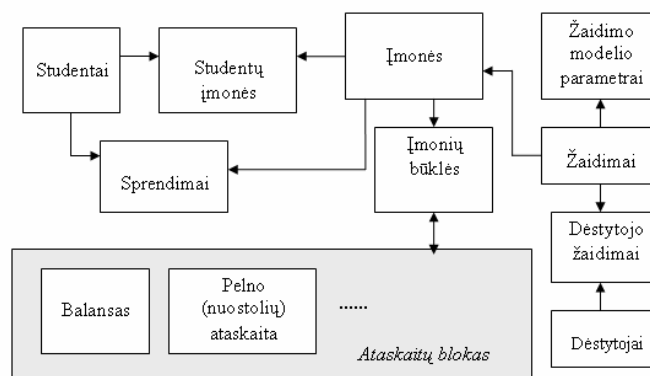 Studentai
Studentų
įmonės
Įmonės
Žaidimo
modelio
parametrai
Sprendimai
Įmonių
būklės
Žaidimai
Dėstytojo
žaidimai
Balansas
Pelno
(nuostolių)
ataskaita
......
Ataskaitų blokas
Dėstytojai